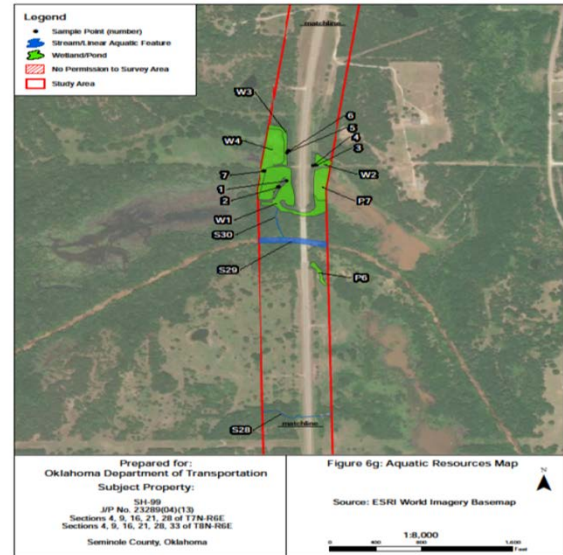 Legend
Sample Point (number)
Stream/Linear Aquatic Feature
Wetland/Pond
No Permission to Survey Area
Study Area
matchline
W3
6
5
4
3
W4
W2
7
1
2
P7
W1
S30
S29
P6
S28
matchline
Prepared for:
Oklahoma Department of Transportation
Subject Property:
SH-99
J/P No. 23289(04)(13)
Sections 4, 9, 16, 21, 28 of T7N-R6E
Sections 4, 9, 16, 21, 28, 33 of T8N-R6E
Seminole County, Oklahoma
Figure 6g: Aquatic Resources Map
N
Source: ESRI World Imagery Basemap
1:8,000
0 400 800 1,600
Feet